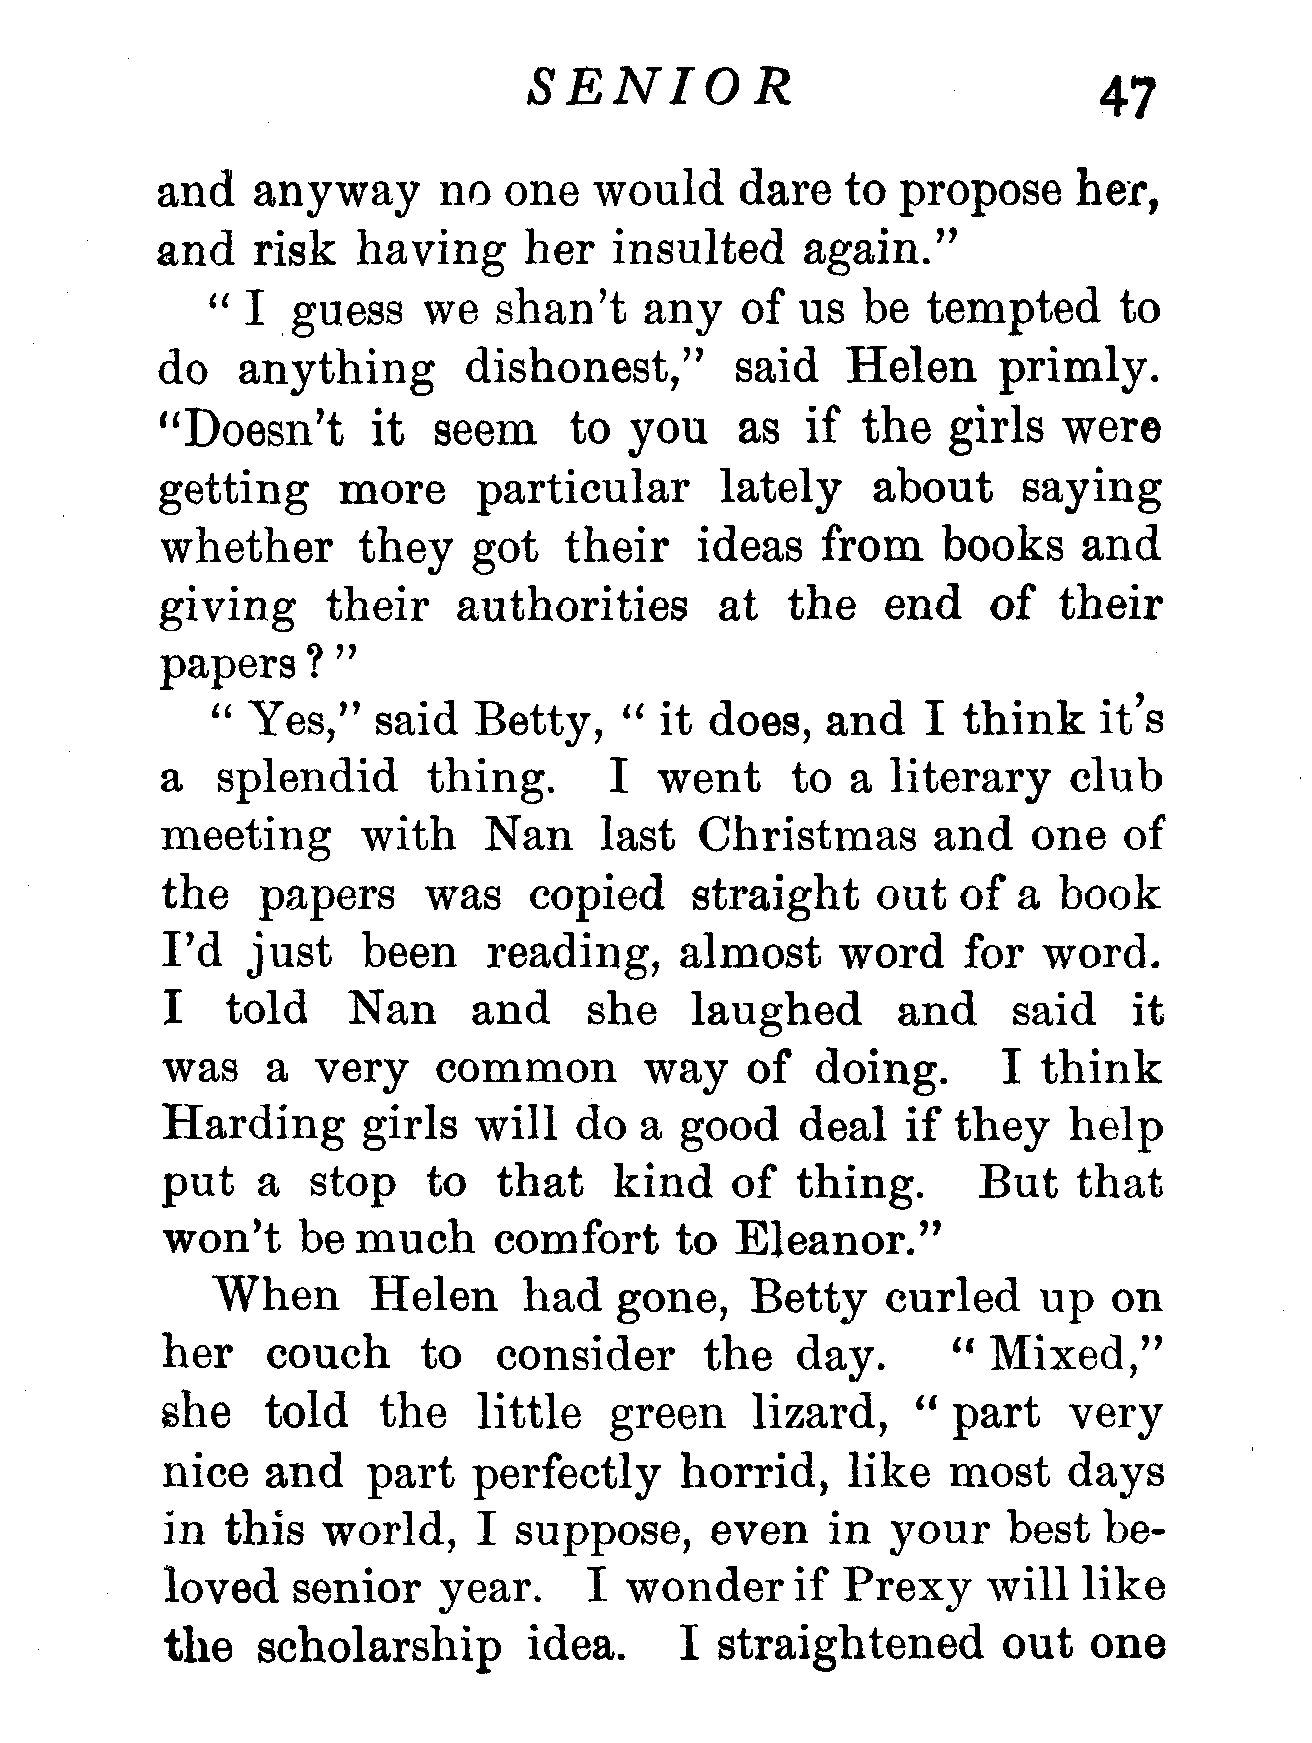 SENIOR 47
and anyway no one would dare to propose her,
and risk having her insulted again."
" I guess we shan't any of us be tempted to
do anything dishonest," said Helen primly.
"Doesn't it seem to you as if the girls were
getting more particular lately about saying
whether they got their ideas from books and
giving their authorities at the end of their
papers ? "
" Yes," said Betty, " it does, and I think it's
a splendid thing. I went to a literary club
meeting with Nan last Christmas and one of
the papers was copied straight out of a book
I'd just been reading, almost word for word.
I told Nan and she laughed and said it
was a very common way of doing. I think
Harding girls will do a good deal if they help
put a stop to that kind of thing. But that
won't be much comfort to Eleanor."
When Helen had gone, Betty curled up on
her couch to consider the day. " Mixed,"
she told the little green lizard, " part very
nice and part perfectly horrid, like most days
in this world, I suppose, even in your best be-
loved senior year. I wonder if Prexy will like
the scholarship idea. I straightened out one